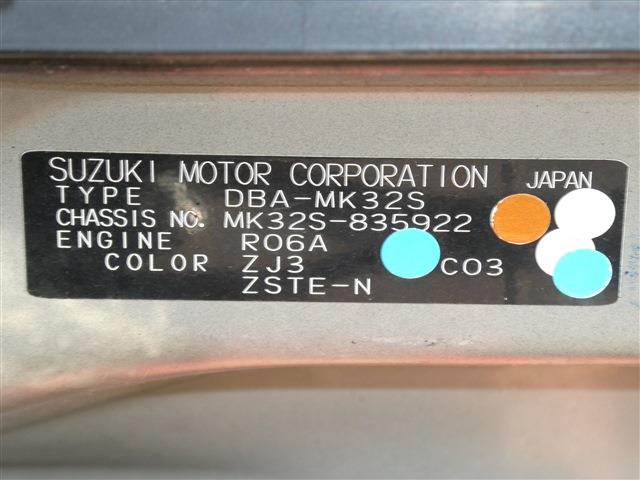 SUZUKI MOTOR CORPORATION JAPAN
TYPE DBA-MK32S
CHASSIS NO. MK32S-835922
ENGINE R06A
COLOR ZJ3 C03
ZSTE-N